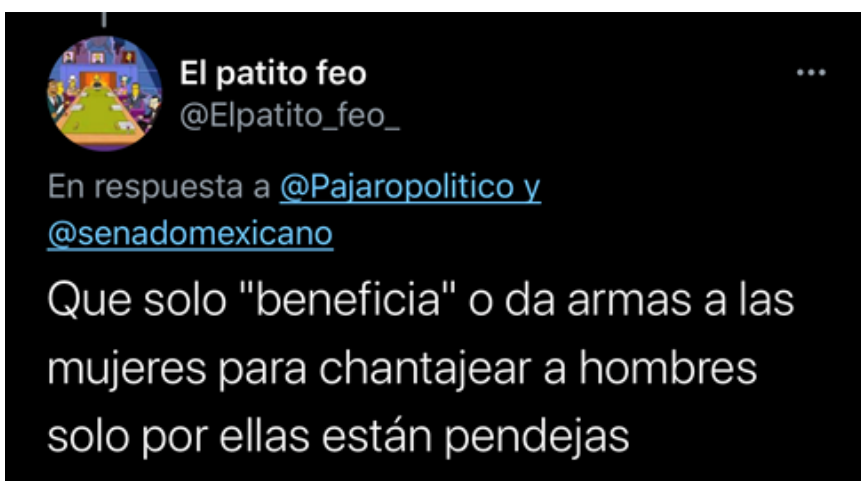 El patito feo
@Elpatito_feo_
En respuesta a @Pajaropolitico y
@senadomexicano
Que solo "beneficia" o da armas a las
mujeres para chantajear a hombres
solo por ellas están pendejas